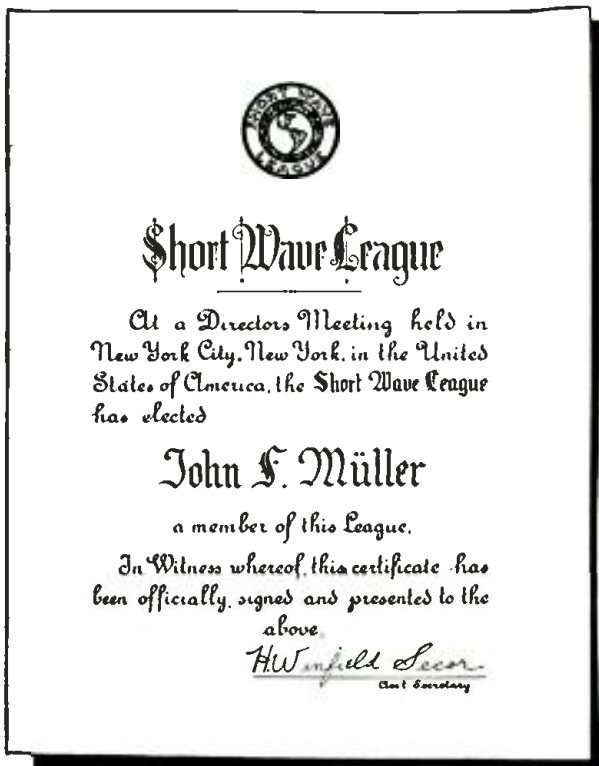 SHORT WAVE
LEAGUE
Short Wave League
At a Directors Meeting held in
New York City, New York, in the United
States of America, the Short Wave League
has elected
John F. Müller
a member of this League.
In Witness whereof, this certificate has
been officially, signed and presented to the
above.
H. Winfield Secor
Ass't Secretary